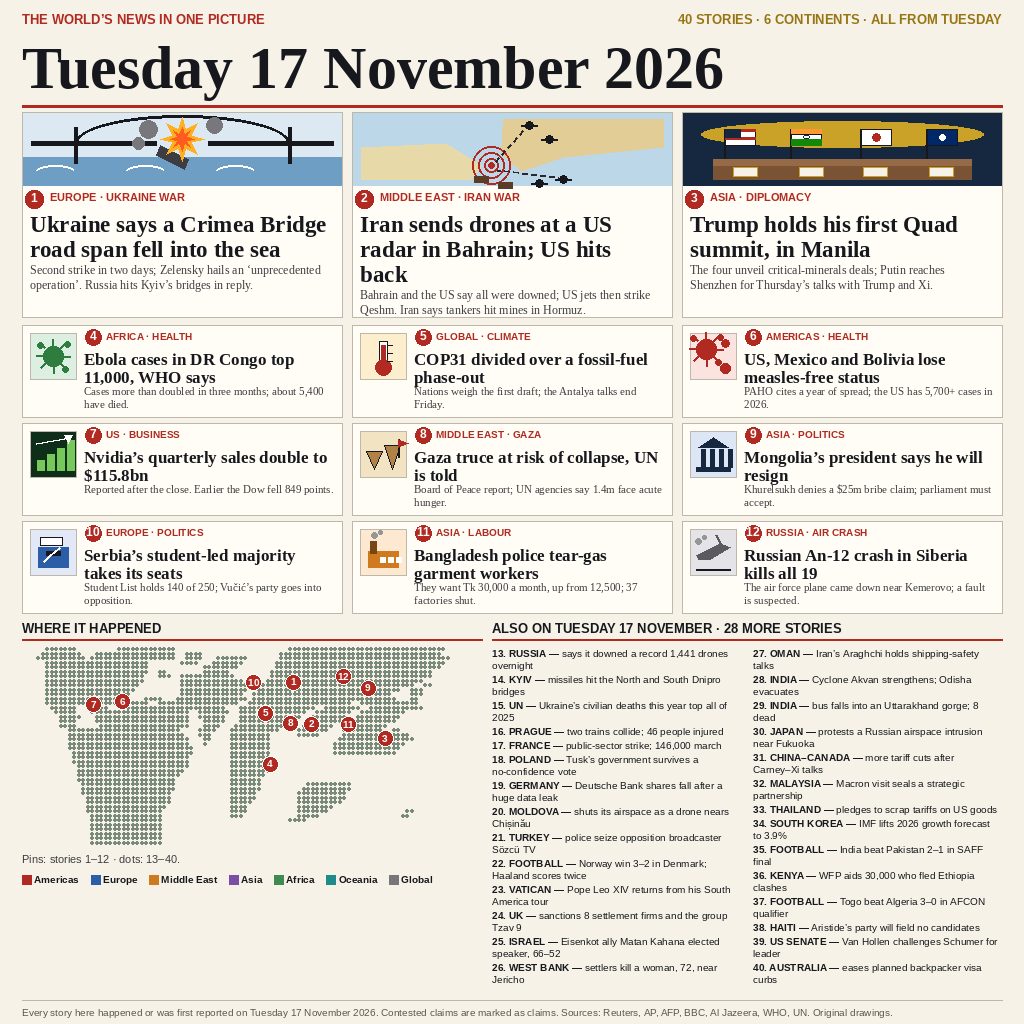 THE WORLD'S NEWS IN ONE PICTURE
40 STORIES · 6 CONTINENTS · ALL FROM TUESDAY
Tuesday 17 November 2026
1 EUROPE · UKRAINE WAR
Ukraine says a Crimea Bridge
road span fell into the sea
Second strike in two days; Zelensky hails an ‘unprecedented
operation’. Russia hits Kyiv’s bridges in reply.
2 MIDDLE EAST · IRAN WAR
Iran sends drones at a US
radar in Bahrain; US hits
back
Bahrain and the US say all were downed; US jets then strike
Qeshm. Iran says tankers hit mines in Hormuz.
3 ASIA · DIPLOMACY
Trump holds his first Quad
summit, in Manila
The four unveil critical-minerals deals; Putin reaches
Shenzhen for Thursday’s talks with Trump and Xi.
4 AFRICA · HEALTH
Ebola cases in DR Congo top
11,000, WHO says
Cases more than doubled in three months; about 5,400
have died.
5 GLOBAL · CLIMATE
COP31 divided over a fossil-fuel
phase-out
Nations weigh the first draft; the Antalya talks end
Friday.
6 AMERICAS · HEALTH
US, Mexico and Bolivia lose
measles-free status
PAHO cites a year of spread; the US has 5,700+ cases in
2026.
7 US · BUSINESS
Nvidia’s quarterly sales double to
$115.8bn
Reported after the close. Earlier the Dow fell 849 points.
8 MIDDLE EAST · GAZA
Gaza truce at risk of collapse, UN
is told
Board of Peace report; UN agencies say 1.4m face acute
hunger.
9 ASIA · POLITICS
Mongolia’s president says he will
resign
Khurelsukh denies a $25m bribe claim; parliament must
accept.
10 EUROPE · POLITICS
Serbia’s student-led majority
takes its seats
Student List holds 140 of 250; Vučić’s party goes into
opposition.
11 ASIA · LABOUR
Bangladesh police tear-gas
garment workers
They want Tk 30,000 a month, up from 12,500; 37
factories shut.
12 RUSSIA · AIR CRASH
Russian An-12 crash in Siberia
kills all 19
The air force plane came down near Kemerovo; a fault
is suspected.
WHERE IT HAPPENED
10
1
12
9
7
6
5
8
2
11
3
4
Pins: stories 1–12 · dots: 13–40.
Americas Europe Middle East Asia Africa Oceania Global
ALSO ON TUESDAY 17 NOVEMBER · 28 MORE STORIES
13. RUSSIA — says it downed a record 1,441 drones
overnight
14. KYIV — missiles hit the North and South Dnipro
bridges
15. UN — Ukraine’s civilian deaths this year top all of
2025
16. PRAGUE — two trains collide; 46 people injured
17. FRANCE — public-sector strike; 146,000 march
18. POLAND — Tusk’s government survives a
no-confidence vote
19. GERMANY — Deutsche Bank shares fall after a
huge data leak
20. MOLDOVA — shuts its airspace as a drone nears
Chișinău
21. TURKEY — police seize opposition broadcaster
Sözcü TV
22. FOOTBALL — Norway win 3–2 in Denmark;
Haaland scores twice
23. VATICAN — Pope Leo XIV returns from his South
America tour
24. UK — sanctions 8 settlement firms and the group
Tzav 9
25. ISRAEL — Eisenkot ally Matan Kahana elected
speaker, 66–52
26. WEST BANK — settlers kill a woman, 72, near
Jericho
27. OMAN — Iran’s Araghchi holds shipping-safety
talks
28. INDIA — Cyclone Akvan strengthens; Odisha
evacuates
29. INDIA — bus falls into an Uttarakhand gorge; 8
dead
30. JAPAN — protests a Russian airspace intrusion
near Fukuoka
31. CHINA–CANADA — more tariff cuts after
Carney–Xi talks
32. MALAYSIA — Macron visit seals a strategic
partnership
33. THAILAND — pledges to scrap tariffs on US goods
34. SOUTH KOREA — IMF lifts 2026 growth forecast
to 3.9%
35. FOOTBALL — India beat Pakistan 2–1 in SAFF
final
36. KENYA — WFP aids 30,000 who fled Ethiopia
clashes
37. FOOTBALL — Togo beat Algeria 3–0 in AFCON
qualifier
38. HAITI — Aristide’s party will field no candidates
39. US SENATE — Van Hollen challenges Schumer for
leader
40. AUSTRALIA — eases planned backpacker visa
curbs
Every story here happened or was first reported on Tuesday 17 November 2026. Contested claims are marked as claims. Sources: Reuters, AP, AFP, BBC, Al Jazeera, WHO, UN. Original drawings.